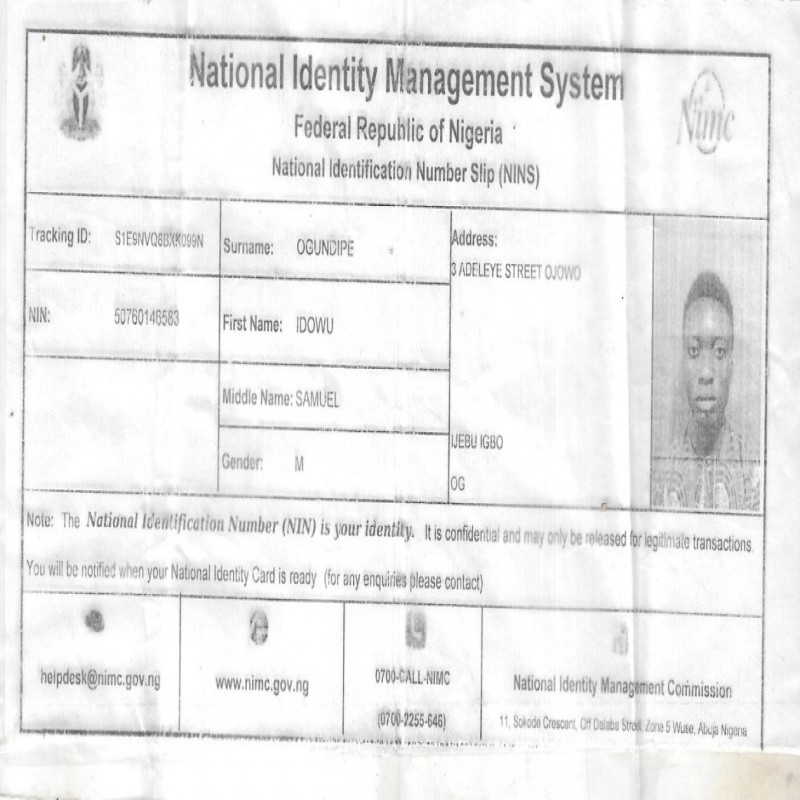 National Identity Management System
Federal Republic of Nigeria
National Identification Number Slip (NINS)
Nimc
Tracking ID: S1E9NVQ8BXK099N
Surname: OGUNDIPE
Address:
3 ADELEYE STREET OJOWO
NIN: 50760146583
First Name: IDOWU
Middle Name: SAMUEL
IJEBU IGBO
Gender: M
OG
Note: The National Identification Number (NIN) is your identity. It is confidential and may only be released for legitimate transactions.
You will be notified when your National Identity Card is ready (for any enquiries please contact)
helpdesk@nimc.gov.ng
www.nimc.gov.ng
0700-CALL-NIMC
(0700-2255-646)
National Identity Management Commission
11, Sokode Crescent, Off Dalaba Street, Zone 5 Wuse, Abuja Nigeria